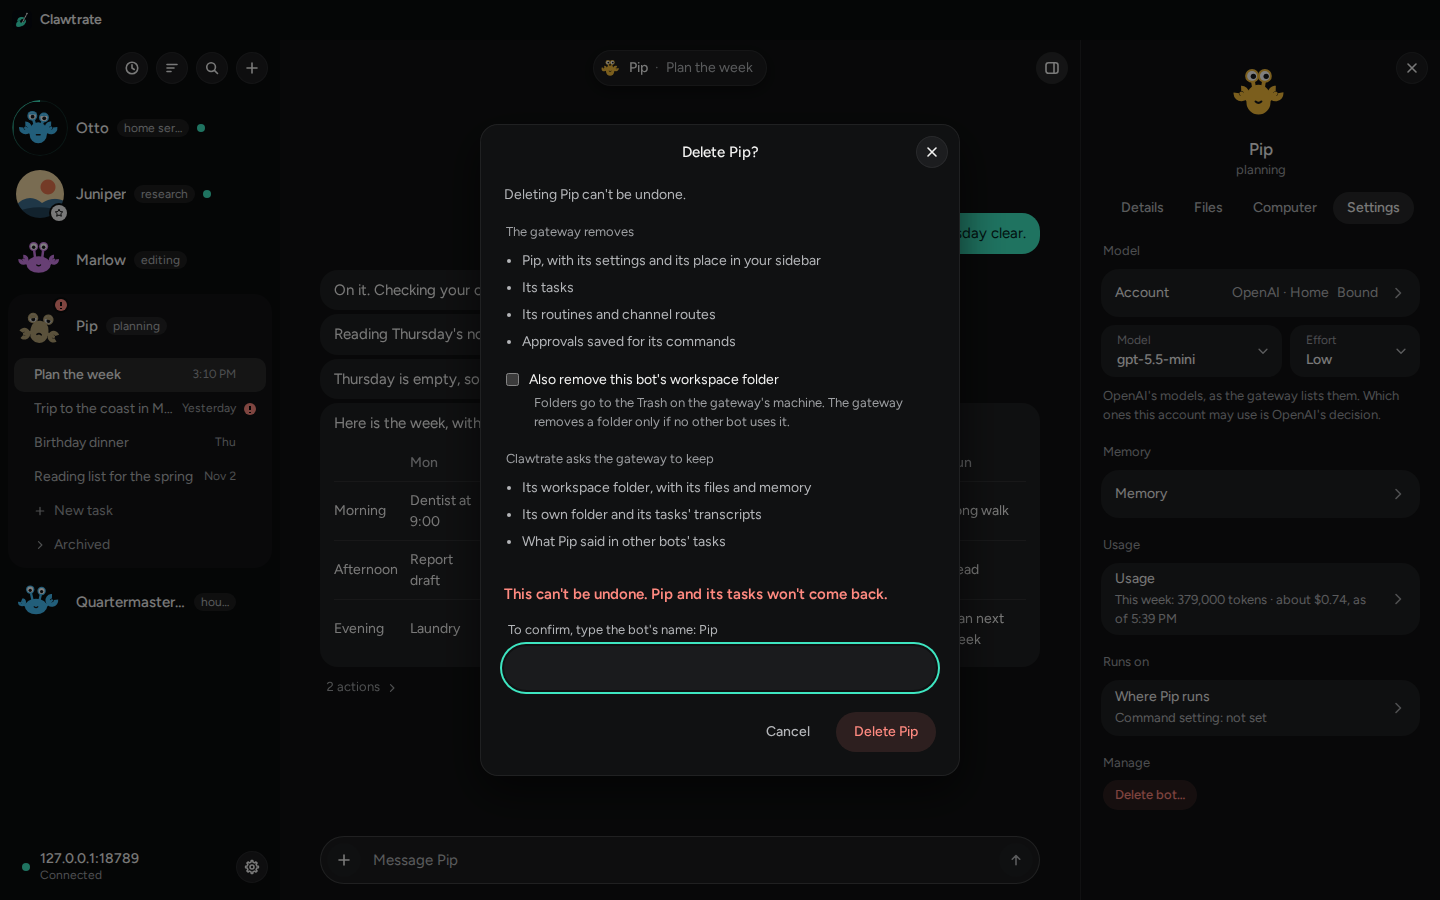 Clawtrate
Otto home ser...
Juniper research
Marlow editing
Pip planning
Plan the week 3:10 PM
Trip to the coast in M... Yesterday
Birthday dinner Thu
Reading list for the spring Nov 2
New task
Archived
Quartermaster... hou...
127.0.0.1:18789
Connected
Pip · Plan the week
sday clear.
On it. Checking your c
Reading Thursday's no
Thursday is empty, so
Here is the week, with
Mon un
Morning Dentist at 9:00 ong walk
Afternoon Report draft ead
Evening Laundry an next eek
2 actions
Message Pip
Delete Pip?
Deleting Pip can't be undone.
The gateway removes
• Pip, with its settings and its place in your sidebar
• Its tasks
• Its routines and channel routes
• Approvals saved for its commands
Also remove this bot's workspace folder
Folders go to the Trash on the gateway's machine. The gateway
removes a folder only if no other bot uses it.
Clawtrate asks the gateway to keep
• Its workspace folder, with its files and memory
• Its own folder and its tasks' transcripts
• What Pip said in other bots' tasks
This can't be undone. Pip and its tasks won't come back.
To confirm, type the bot's name: Pip
Cancel Delete Pip
Pip
planning
Details Files Computer Settings
Model
Account OpenAI · Home Bound
Model
gpt-5.5-mini
Effort
Low
OpenAI's models, as the gateway lists them. Which
ones this account may use is OpenAI's decision.
Memory
Memory
Usage
Usage
This week: 379,000 tokens · about $0.74, as
of 5:39 PM
Runs on
Where Pip runs
Command setting: not set
Manage
Delete bot...